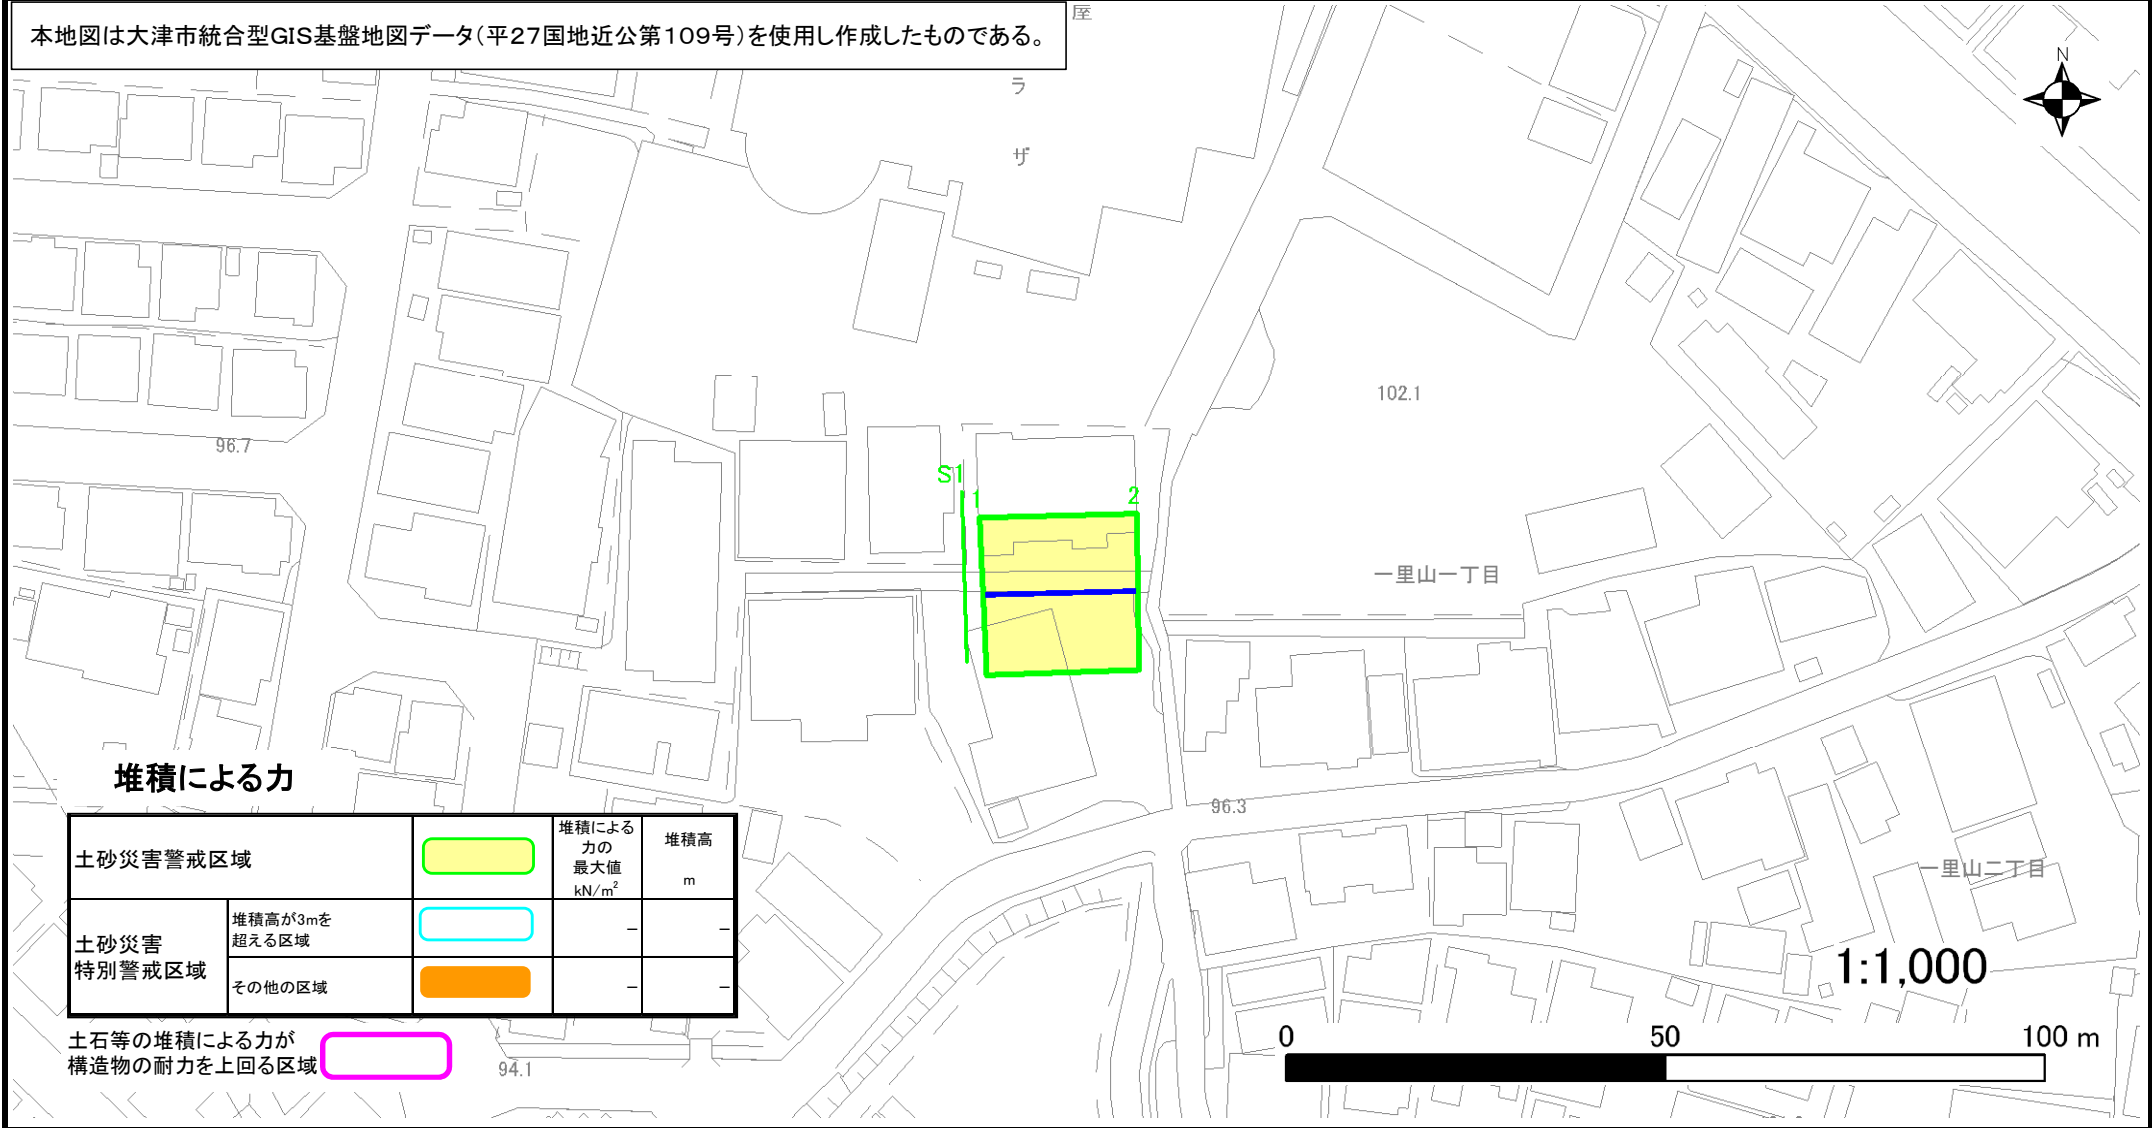 本地図は大津市統合型GIS基盤地図データ(平27国地近公第109号)を使用し作成したものである。
屋
ラ
ザ
N
102.1
96.7
S1
1
2
一里山一丁目
96.3
一里山二丁目
堆積による力
土砂災害警戒区域
堆積による
力の
最大値
kN/m²
堆積高
m
土砂災害
特別警戒区域
堆積高が3mを
超える区域
－
－
その他の区域
－
－
土石等の堆積による力が
構造物の耐力を上回る区域
94.1
1:1,000
0 50 100 m